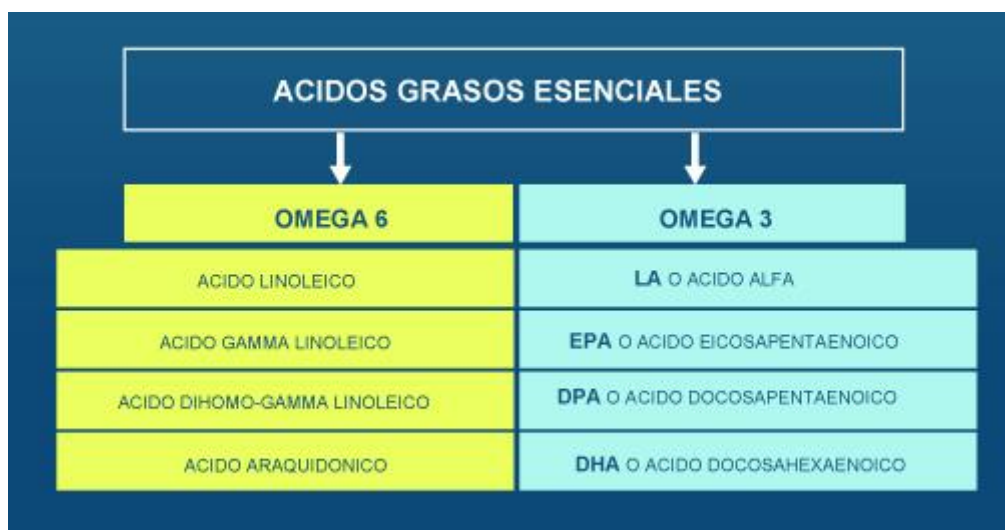 ACIDOS GRASOS ESENCIALES
OMEGA 6
OMEGA 3
ACIDO LINOLEICO
LA O ACIDO ALFA
ACIDO GAMMA LINOLEICO
EPA O ACIDO EICOSAPENTAENOICO
ACIDO DIHOMO-GAMMA LINOLEICO
DPA O ACIDO DOCOSAPENTAENOICO
ACIDO ARAQUIDONICO
DHA O ACIDO DOCOSAHEXAENOICO